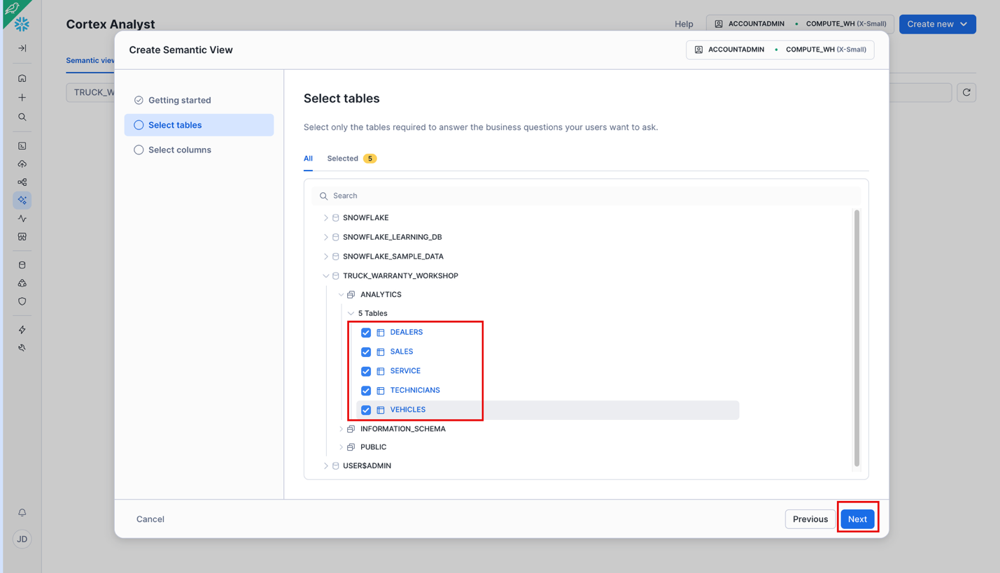 Cortex Analyst
Help
ACCOUNTADMIN • COMPUTE_WH (X-Small)
Create new
Semantic view
TRUCK_W
Create Semantic View
ACCOUNTADMIN • COMPUTE_WH (X-Small)
Getting started
Select tables
Select columns
Select tables
Select only the tables required to answer the business questions your users want to ask.
All Selected 5
Search
SNOWFLAKE
SNOWFLAKE_LEARNING_DB
SNOWFLAKE_SAMPLE_DATA
TRUCK_WARRANTY_WORKSHOP
ANALYTICS
5 Tables
DEALERS
SALES
SERVICE
TECHNICIANS
VEHICLES
INFORMATION_SCHEMA
PUBLIC
USER$ADMIN
Cancel
Previous
Next
JD